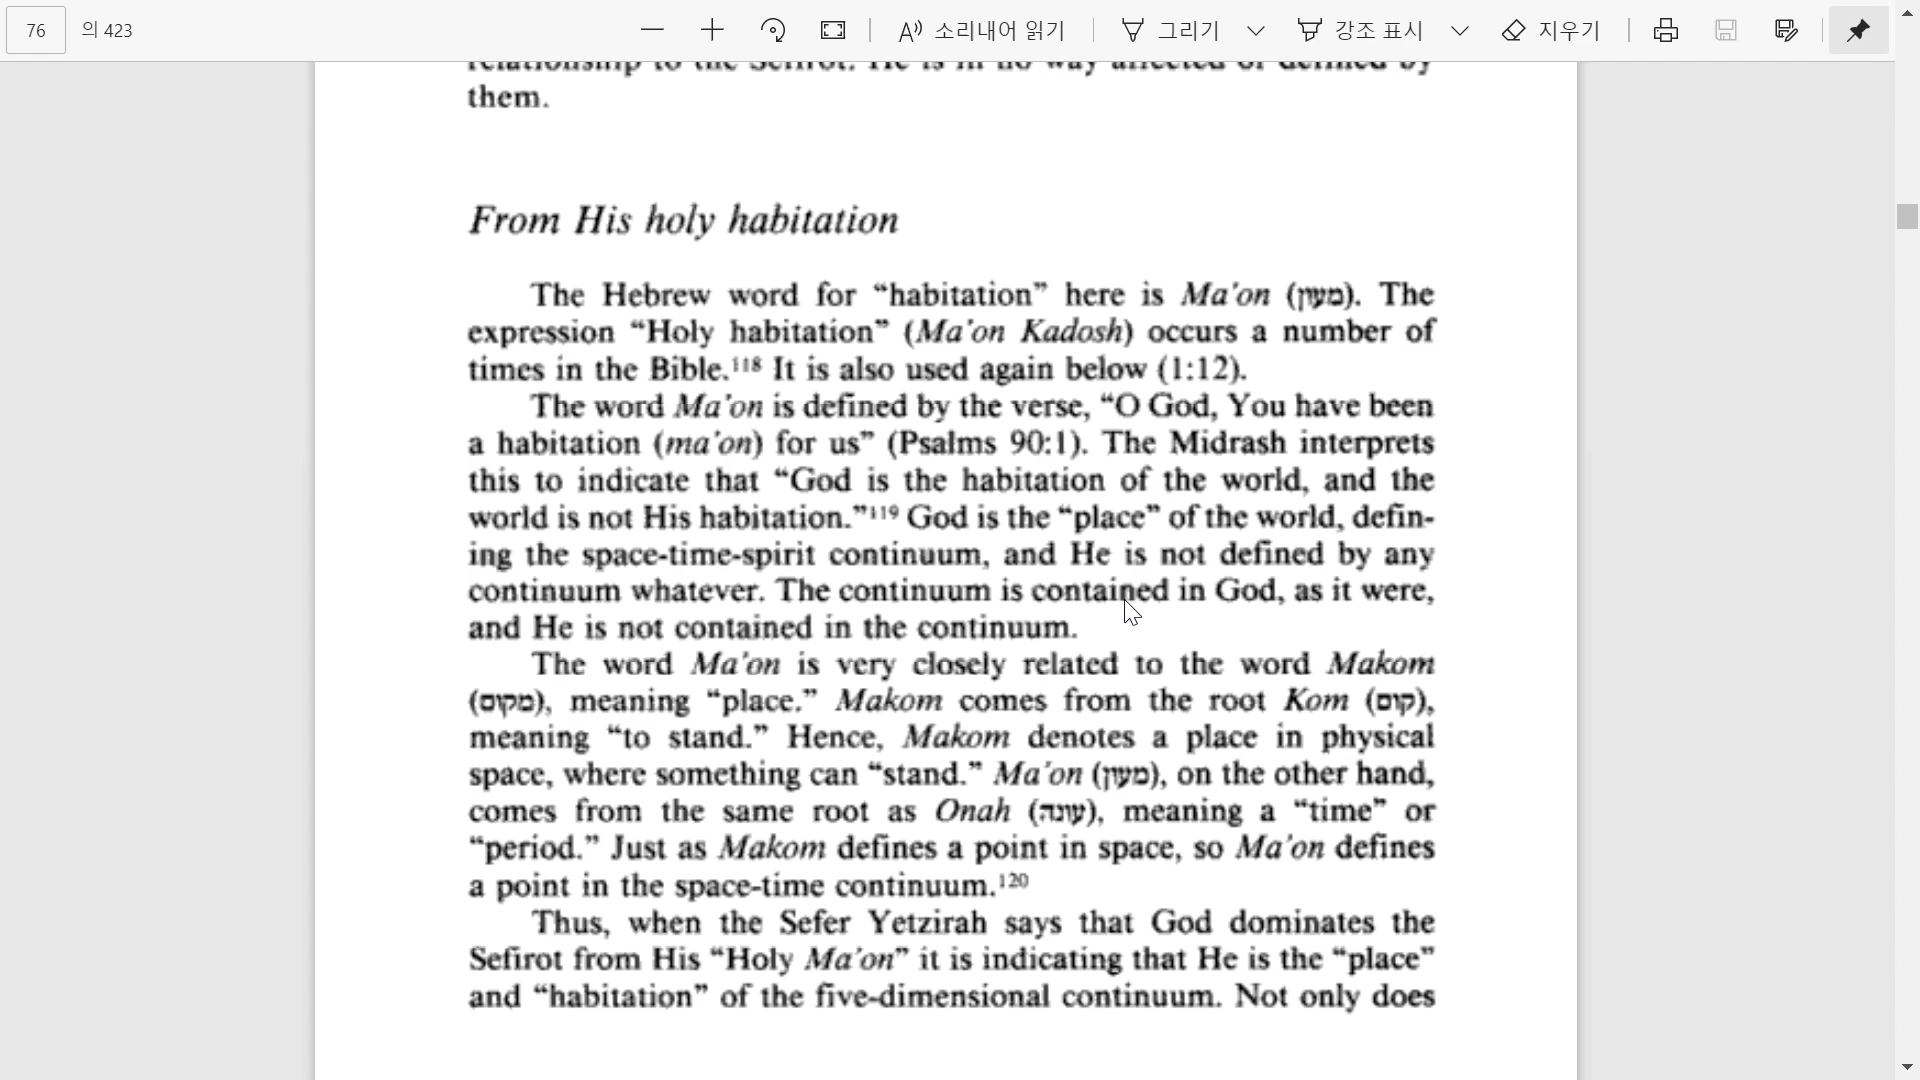 76 의 423 소리내어 읽기 그리기 강조 표시 지우기
relationship to the Sefirot. He is in no way affected or defined by
them.
From His holy habitation
The Hebrew word for “habitation” here is Ma’on (מעון). The
expression “Holy habitation” (Ma’on Kadosh) occurs a number of
times in the Bible.118 It is also used again below (1:12).
The word Ma’on is defined by the verse, “O God, You have been
a habitation (ma’on) for us” (Psalms 90:1). The Midrash interprets
this to indicate that “God is the habitation of the world, and the
world is not His habitation.”119 God is the “place” of the world, defin-
ing the space-time-spirit continuum, and He is not defined by any
continuum whatever. The continuum is contained in God, as it were,
and He is not contained in the continuum.
The word Ma’on is very closely related to the word Makom
(מקום), meaning “place.” Makom comes from the root Kom (קום),
meaning “to stand.” Hence, Makom denotes a place in physical
space, where something can “stand.” Ma’on (מעון), on the other hand,
comes from the same root as Onah (עונה), meaning a “time” or
“period.” Just as Makom defines a point in space, so Ma’on defines
a point in the space-time continuum.120
Thus, when the Sefer Yetzirah says that God dominates the
Sefirot from His “Holy Ma’on” it is indicating that He is the “place”
and “habitation” of the five-dimensional continuum. Not only does